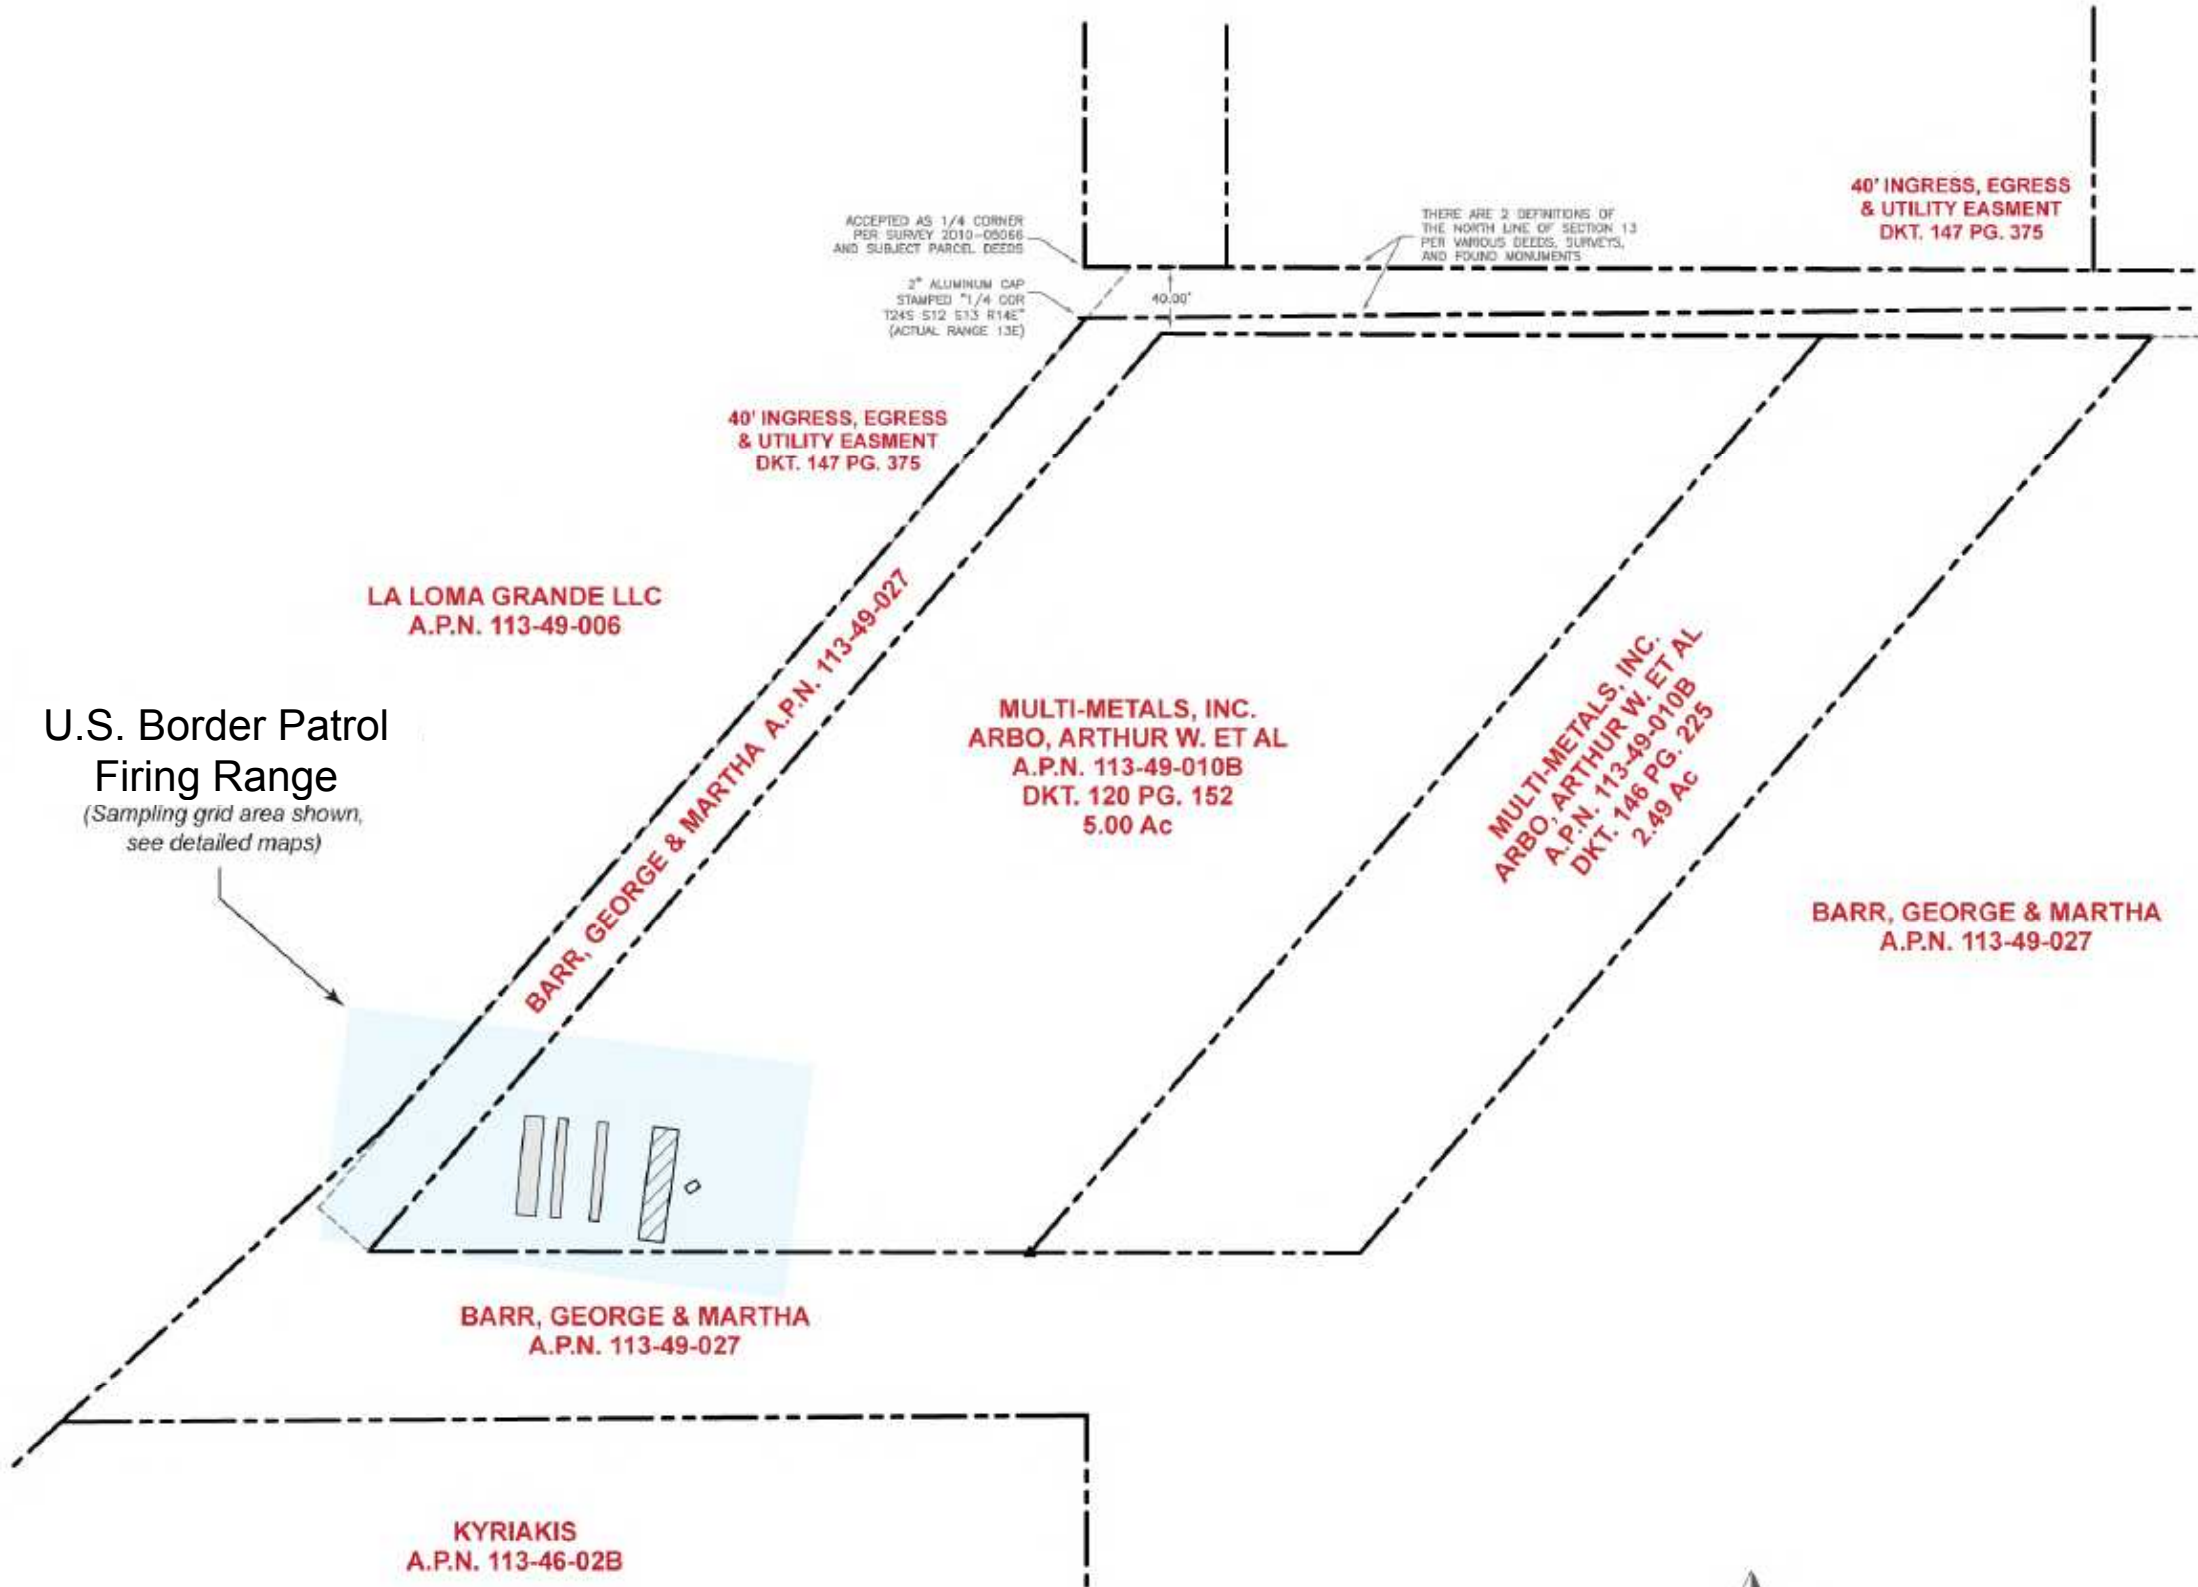 40' INGRESS, EGRESS
& UTILITY EASMENT
DKT. 147 PG. 375
ACCEPTED AS 1/4 CORNER
PER SURVEY 2010-05066
AND SUBJECT PARCEL DEEDS
THERE ARE 2 DEFINITIONS OF
THE NORTH LINE OF SECTION 13
PER VARIOUS DEEDS, SURVEYS,
AND FOUND MONUMENTS
2" ALUMINUM CAP
STAMPED "1/4 COR
T24S S12 S13 R14E"
(ACTUAL RANGE 13E)
40.00'
40' INGRESS, EGRESS
& UTILITY EASMENT
DKT. 147 PG. 375
LA LOMA GRANDE LLC
A.P.N. 113-49-006
BARR, GEORGE & MARTHA A.P.N. 113-49-027
U.S. Border Patrol
Firing Range
(Sampling grid area shown,
see detailed maps)
MULTI-METALS, INC.
ARBO, ARTHUR W. ET AL
A.P.N. 113-49-010B
DKT. 120 PG. 152
5.00 Ac
MULTI-METALS, INC.
ARBO, ARTHUR W. ET AL
A.P.N. 113-49-010B
DKT. 146 PG. 225
2.49 Ac
BARR, GEORGE & MARTHA
A.P.N. 113-49-027
BARR, GEORGE & MARTHA
A.P.N. 113-49-027
KYRIAKIS
A.P.N. 113-46-02B